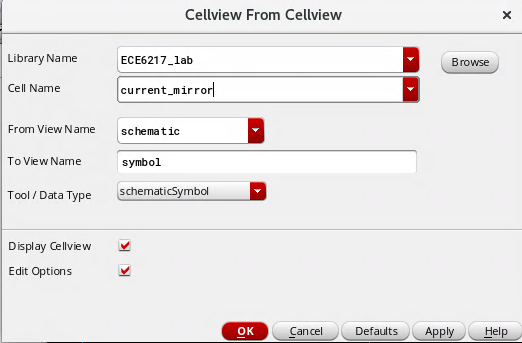 Cellview From Cellview
Library Name ECE6217_lab Browse
Cell Name current_mirror
From View Name schematic
To View Name symbol
Tool / Data Type schematicSymbol
Display Cellview
Edit Options
OK Cancel Defaults Apply Help